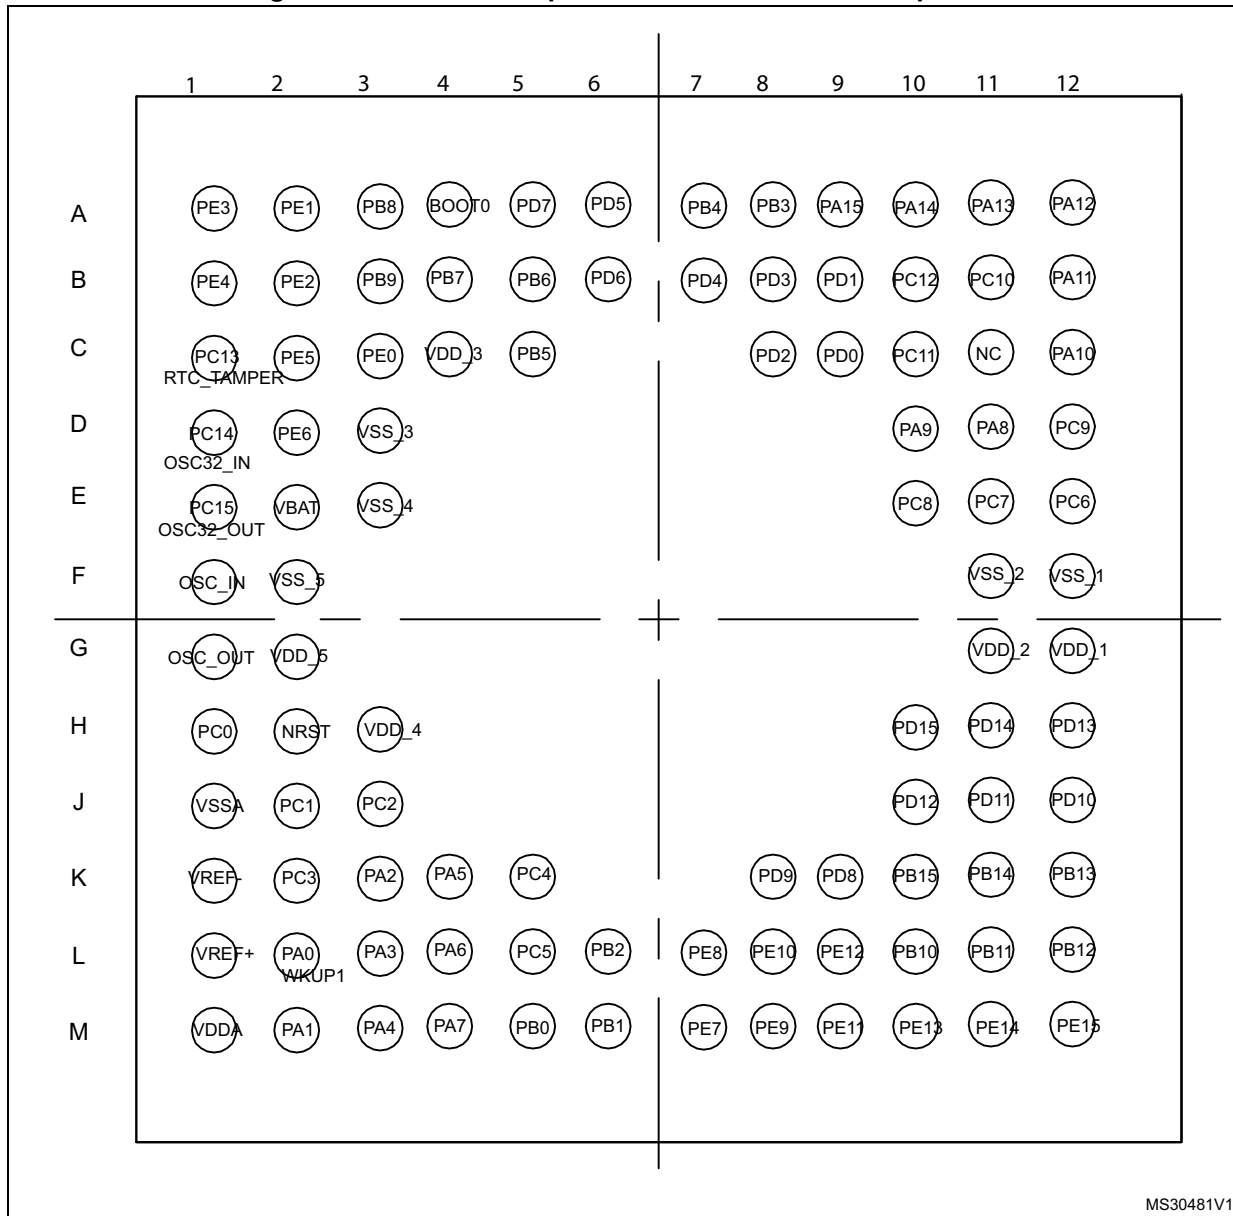 1 2 3 4 5 6 7 8 9 10 11 12
A PE3 PE1 PB8 BOOT0 PD7 PD5 PB4 PB3 PA15 PA14 PA13 PA12
B PE4 PE2 PB9 PB7 PB6 PD6 PD4 PD3 PD1 PC12 PC10 PA11
C PC13 PE5 PE0 VDD_3 PB5 PD2 PD0 PC11 NC PA10
RTC_TAMPER
D PC14 PE6 VSS_3 PA9 PA8 PC9
OSC32_IN
E PC15 VBAT VSS_4 PC8 PC7 PC6
OSC32_OUT
F OSC_IN VSS_5 VSS_2 VSS_1
G OSC_OUT VDD_5 VDD_2 VDD_1
H PC0 NRST VDD_4 PD15 PD14 PD13
J VSSA PC1 PC2 PD12 PD11 PD10
K VREF- PC3 PA2 PA5 PC4 PD9 PD8 PB15 PB14 PB13
L VREF+ PA0 PA3 PA6 PC5 PB2 PE8 PE10 PE12 PB10 PB11 PB12
WKUP1
M VDDA PA1 PA4 PA7 PB0 PB1 PE7 PE9 PE11 PE13 PE14 PE15
MS30481V1